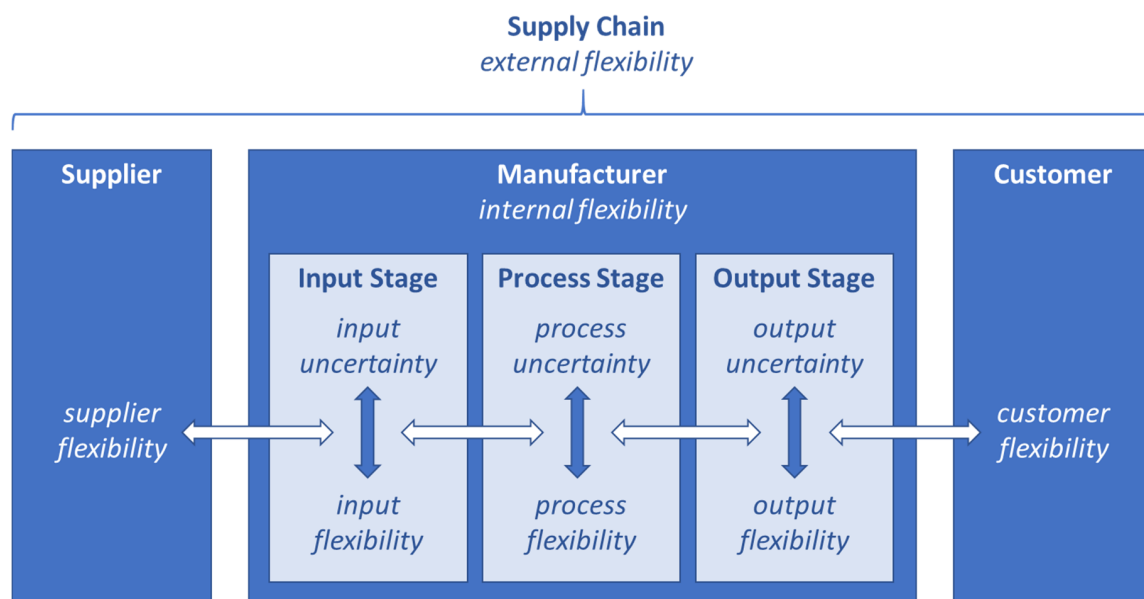 Supply Chain
external flexibility
Supplier
Manufacturer
internal flexibility
Customer
Input Stage
Process Stage
Output Stage
input
uncertainty
process
uncertainty
output
uncertainty
supplier
flexibility
customer
flexibility
input
flexibility
process
flexibility
output
flexibility